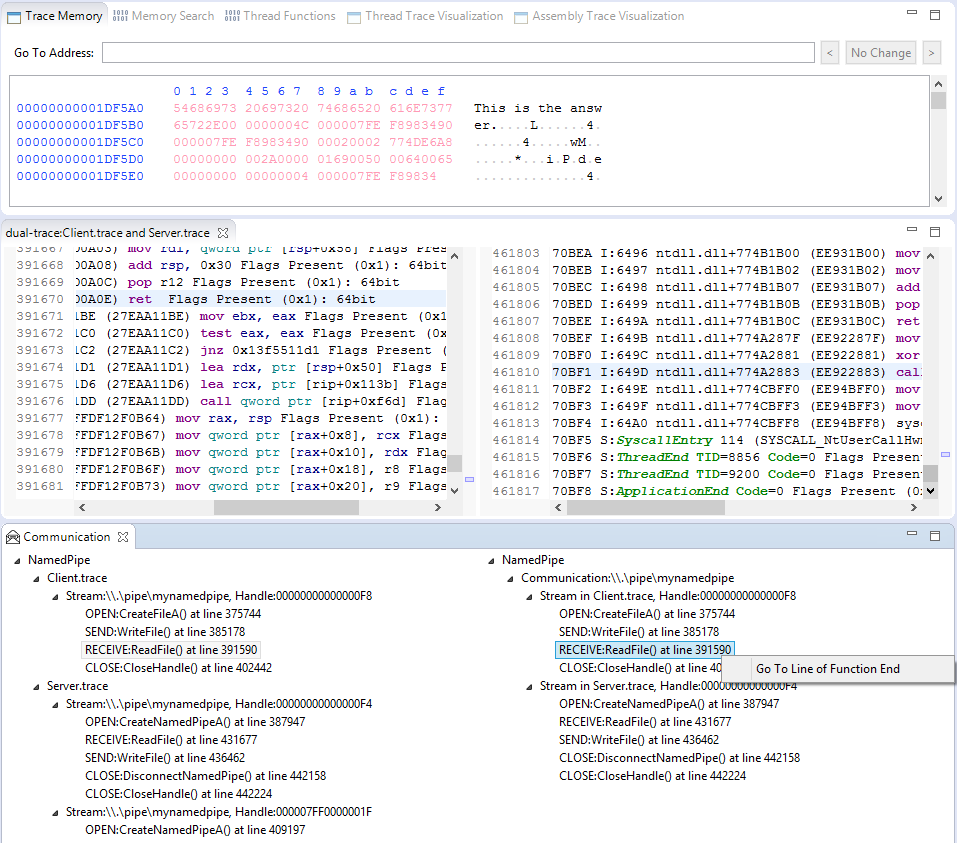 Trace Memory Memory Search Thread Functions Thread Trace Visualization Assembly Trace Visualization
Go To Address: < No Change >
0 1 2 3 4 5 6 7 8 9 a b c d e f
00000000001DF5A0 54686973 20697320 74686520 616E7377 This is the answ
00000000001DF5B0 65722E00 0000004C 000007FE F8983490 er.....L......4.
00000000001DF5C0 000007FE F8983490 00020002 774DE6A8 ......4.....wM..
00000000001DF5D0 00000000 002A0000 01690050 00640065 .....*...i.P.d.e
00000000001DF5E0 00000000 00000004 000007FE F89834 ..............4.
dual-trace:Client.trace and Server.trace
391667 00A03) mov rdi, qword ptr [rsp+0x58] Flags Pres
391668 00A08) add rsp, 0x30 Flags Present (0x1): 64bit
391669 00A0C) pop r12 Flags Present (0x1): 64bit
391670 00A0E) ret Flags Present (0x1): 64bit
391671 1BE (27EAA11BE) mov ebx, eax Flags Present (0x1
391672 1C0 (27EAA11C0) test eax, eax Flags Present (0x
391673 1C2 (27EAA11C2) jnz 0x13f5511d1 Flags Present (
391674 1D1 (27EAA11D1) lea rdx, ptr [rsp+0x50] Flags P
391675 1D6 (27EAA11D6) lea rcx, ptr [rip+0x113b] Flags
391676 1DD (27EAA11DD) call qword ptr [rip+0xf6d] Flag
391677 FFDF12F0B64) mov rax, rsp Flags Present (0x1):
391678 FFDF12F0B67) mov qword ptr [rax+0x8], rcx Flags
391679 FFDF12F0B6B) mov qword ptr [rax+0x10], rdx Flag
391680 FFDF12F0B6F) mov qword ptr [rax+0x18], r8 Flags
391681 FFDF12F0B73) mov qword ptr [rax+0x20], r9 Flags
461803 70BEA I:6496 ntdll.dll+774B1B00 (EE931B00) mov
461804 70BEB I:6497 ntdll.dll+774B1B02 (EE931B02) mov
461805 70BEC I:6498 ntdll.dll+774B1B07 (EE931B07) add
461806 70BED I:6499 ntdll.dll+774B1B0B (EE931B0B) pop
461807 70BEE I:649A ntdll.dll+774B1B0C (EE931B0C) ret
461808 70BEF I:649B ntdll.dll+774A287F (EE92287F) mov
461809 70BF0 I:649C ntdll.dll+774A2881 (EE922881) xor
461810 70BF1 I:649D ntdll.dll+774A2883 (EE922883) cal
461811 70BF2 I:649E ntdll.dll+774CBFF0 (EE94BFF0) mov
461812 70BF3 I:649F ntdll.dll+774CBFF3 (EE94BFF3) mov
461813 70BF4 I:64A0 ntdll.dll+774CBFF8 (EE94BFF8) sys
461814 70BF5 S:SyscallEntry 114 (SYSCALL_NtUserCallHwn
461815 70BF6 S:ThreadEnd TID=8856 Code=0 Flags Presen
461816 70BF7 S:ThreadEnd TID=9200 Code=0 Flags Presen
461817 70BF8 S:ApplicationEnd Code=0 Flags Present (0x
Communication
NamedPipe
Client.trace
Stream:\\.\pipe\mynamedpipe, Handle:00000000000000F8
OPEN:CreateFileA() at line 375744
SEND:WriteFile() at line 385178
RECEIVE:ReadFile() at line 391590
CLOSE:CloseHandle() at line 402442
Server.trace
Stream:\\.\pipe\mynamedpipe, Handle:00000000000000F4
OPEN:CreateNamedPipeA() at line 387947
RECEIVE:ReadFile() at line 431677
SEND:WriteFile() at line 436462
CLOSE:DisconnectNamedPipe() at line 442158
CLOSE:CloseHandle() at line 442224
Stream:\\.\pipe\mynamedpipe, Handle:000007FF0000001F
OPEN:CreateNamedPipeA() at line 409197
NamedPipe
Communication:\\.\pipe\mynamedpipe
Stream in Client.trace, Handle:00000000000000F8
OPEN:CreateFileA() at line 375744
SEND:WriteFile() at line 385178
RECEIVE:ReadFile() at line 391590
CLOSE:CloseHandle() at line 40
Go To Line of Function End
Stream in Server.trace, Handle:00000000000000F4
OPEN:CreateNamedPipeA() at line 387947
RECEIVE:ReadFile() at line 431677
SEND:WriteFile() at line 436462
CLOSE:DisconnectNamedPipe() at line 442158
CLOSE:CloseHandle() at line 442224